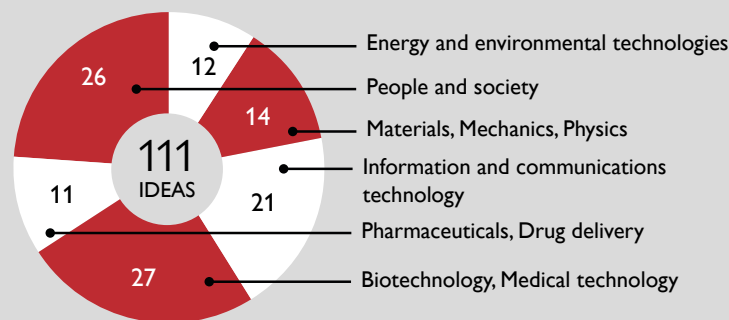 Energy and environmental technologies
12
26
People and society
14
Materials, Mechanics, Physics
111
IDEAS
Information and communications
technology
11
21
Pharmaceuticals, Drug delivery
27
Biotechnology, Medical technology